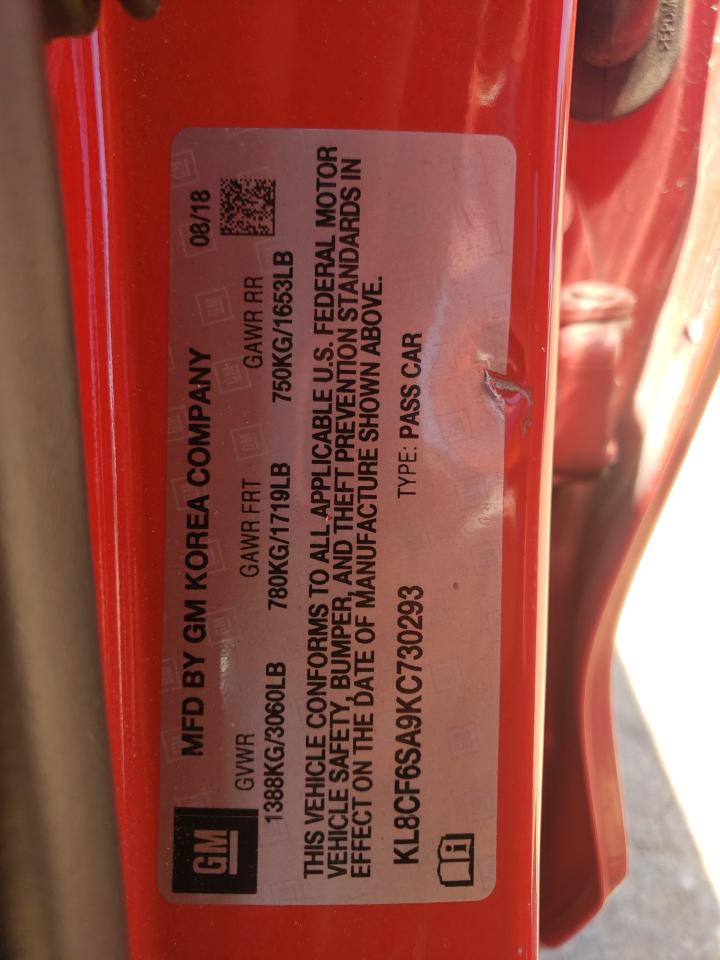 MFD BY GM KOREA COMPANY 08/18
GVWR GAWR FRT GAWR RR
1388KG/3060LB 780KG/1719LB 750KG/1653LB
THIS VEHICLE CONFORMS TO ALL APPLICABLE U.S. FEDERAL MOTOR
VEHICLE SAFETY, BUMPER, AND THEFT PREVENTION STANDARDS IN
EFFECT ON THE DATE OF MANUFACTURE SHOWN ABOVE.
KL8CF6SA9KC730293 TYPE: PASS CAR
GM